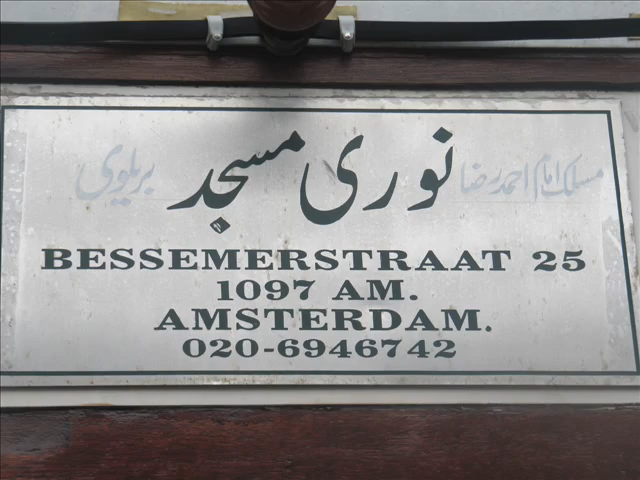 مسلک امام احمد رضا نوری مسجد بریلوی
BESSEMERSTRAAT 25
1097 AM.
AMSTERDAM.
020-6946742